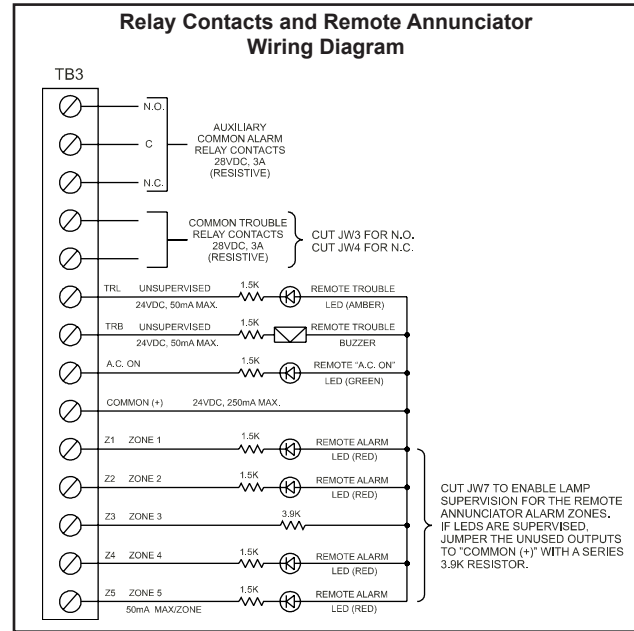 Relay Contacts and Remote Annunciator
Wiring Diagram
TB3
N.O.
C
N.C.
AUXILIARY
COMMON ALARM
RELAY CONTACTS
28VDC, 3A
(RESISTIVE)
COMMON TROUBLE
RELAY CONTACTS
28VDC, 3A
(RESISTIVE)
CUT JW3 FOR N.O.
CUT JW4 FOR N.C.
TRL UNSUPERVISED 1.5K REMOTE TROUBLE
24VDC, 50mA MAX. LED (AMBER)
TRB UNSUPERVISED 1.5K REMOTE TROUBLE
24VDC, 50mA MAX. BUZZER
A.C. ON 1.5K REMOTE "A.C. ON"
LED (GREEN)
COMMON (+) 24VDC, 250mA MAX.
Z1 ZONE 1 1.5K REMOTE ALARM
LED (RED)
Z2 ZONE 2 1.5K REMOTE ALARM
LED (RED)
Z3 ZONE 3 3.9K
Z4 ZONE 4 1.5K REMOTE ALARM
LED (RED)
Z5 ZONE 5 1.5K REMOTE ALARM
50mA MAX/ZONE LED (RED)
CUT JW7 TO ENABLE LAMP
SUPERVISION FOR THE REMOTE
ANNUNCIATOR ALARM ZONES.
IF LEDS ARE SUPERVISED,
JUMPER THE UNUSED OUTPUTS
TO "COMMON (+)" WITH A SERIES
3.9K RESISTOR.